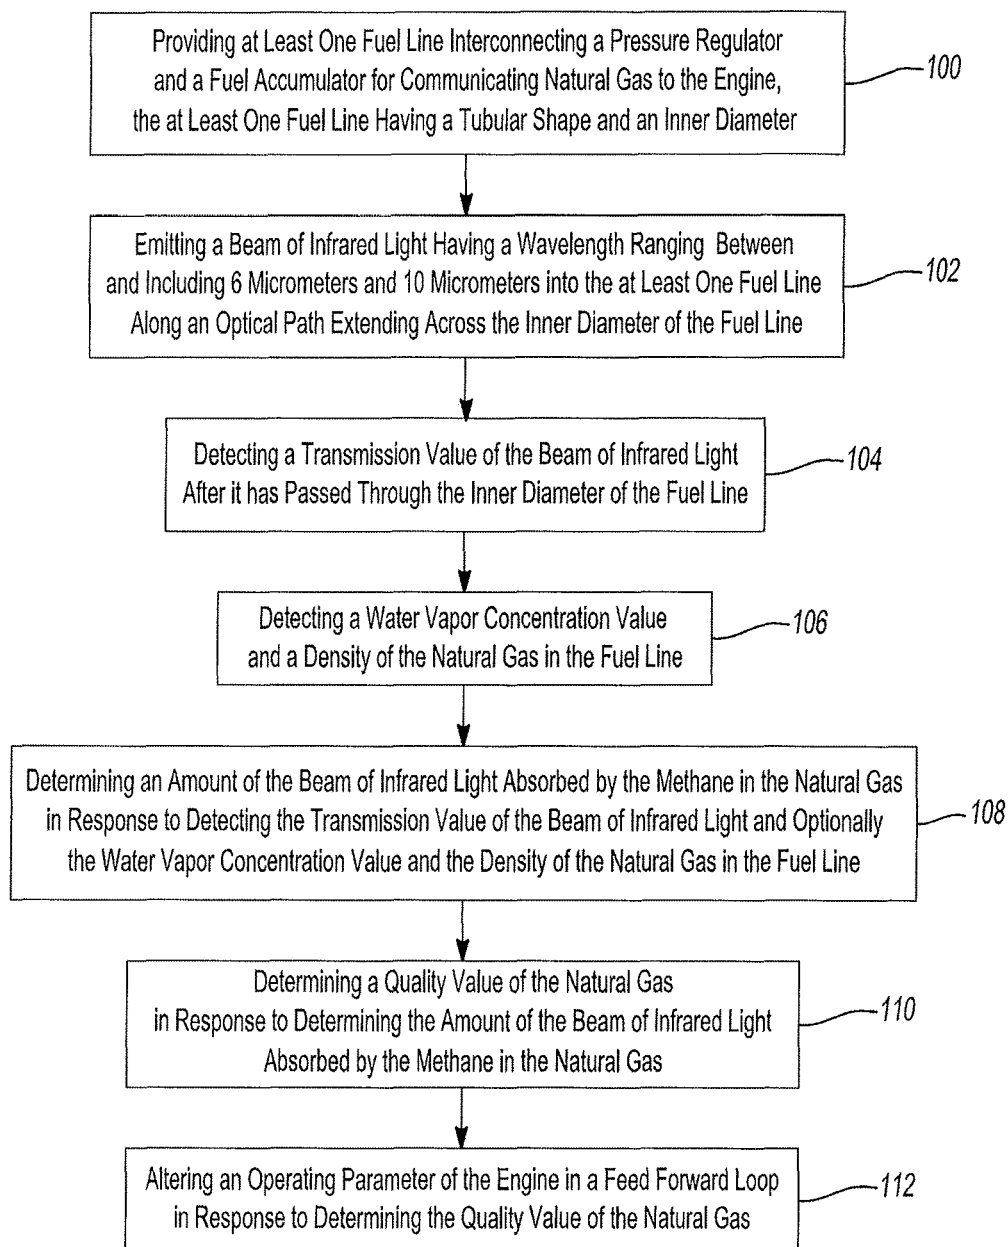 Providing at Least One Fuel Line Interconnecting a Pressure Regulator
and a Fuel Accumulator for Communicating Natural Gas to the Engine,
the at Least One Fuel Line Having a Tubular Shape and an Inner Diameter
100
Emitting a Beam of Infrared Light Having a Wavelength Ranging Between
and Including 6 Micrometers and 10 Micrometers into the at Least One Fuel Line
Along an Optical Path Extending Across the Inner Diameter of the Fuel Line
102
Detecting a Transmission Value of the Beam of Infrared Light
After it has Passed Through the Inner Diameter of the Fuel Line
104
Detecting a Water Vapor Concentration Value
and a Density of the Natural Gas in the Fuel Line
106
Determining an Amount of the Beam of Infrared Light Absorbed by the Methane in the Natural Gas
in Response to Detecting the Transmission Value of the Beam of Infrared Light and Optionally
the Water Vapor Concentration Value and the Density of the Natural Gas in the Fuel Line
108
Determining a Quality Value of the Natural Gas
in Response to Determining the Amount of the Beam of Infrared Light
Absorbed by the Methane in the Natural Gas
110
Altering an Operating Parameter of the Engine in a Feed Forward Loop
in Response to Determining the Quality Value of the Natural Gas
112